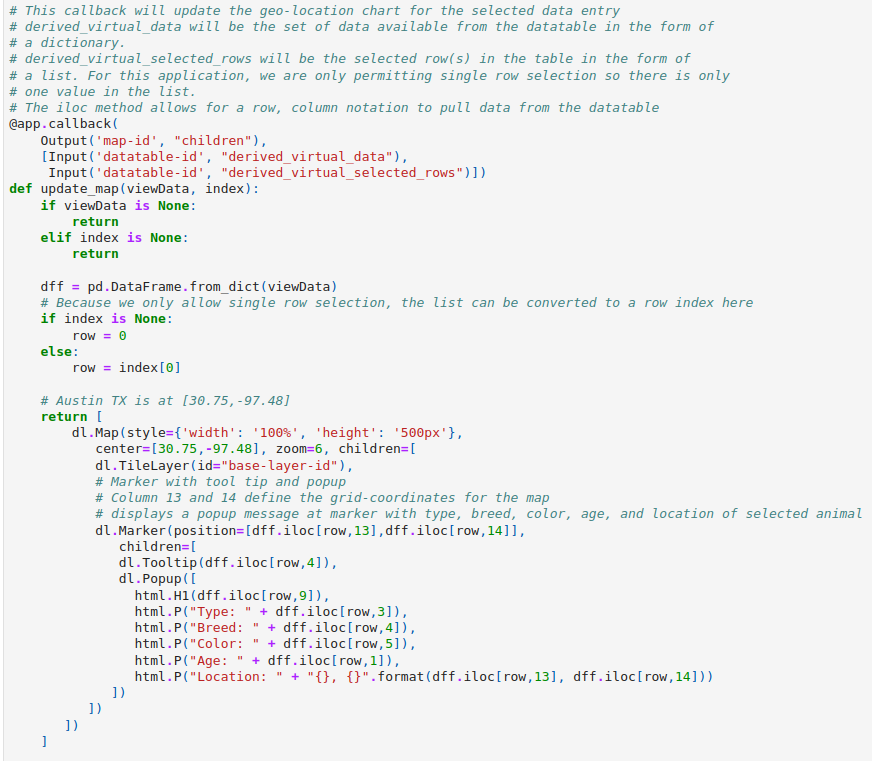 # This callback will update the geo-location chart for the selected data entry
# derived_virtual_data will be the set of data available from the datatable in the form of
# a dictionary.
# derived_virtual_selected_rows will be the selected row(s) in the table in the form of
# a list. For this application, we are only permitting single row selection so there is only
# one value in the list.
# The iloc method allows for a row, column notation to pull data from the datatable
@app.callback(
    Output('map-id', "children"),
    [Input('datatable-id', "derived_virtual_data"),
     Input('datatable-id', "derived_virtual_selected_rows")])
def update_map(viewData, index):
    if viewData is None:
        return
    elif index is None:
        return

    dff = pd.DataFrame.from_dict(viewData)
    # Because we only allow single row selection, the list can be converted to a row index here
    if index is None:
        row = 0
    else:
        row = index[0]

    # Austin TX is at [30.75,-97.48]
    return [
        dl.Map(style={'width': '100%', 'height': '500px'},
           center=[30.75,-97.48], zoom=6, children=[
           dl.TileLayer(id="base-layer-id"),
           # Marker with tool tip and popup
           # Column 13 and 14 define the grid-coordinates for the map
           # displays a popup message at marker with type, breed, color, age, and location of selected animal
           dl.Marker(position=[dff.iloc[row,13],dff.iloc[row,14]],
              children=[
              dl.Tooltip(dff.iloc[row,4]),
              dl.Popup([
                html.H1(dff.iloc[row,9]),
                html.P("Type: " + dff.iloc[row,3]),
                html.P("Breed: " + dff.iloc[row,4]),
                html.P("Color: " + dff.iloc[row,5]),
                html.P("Age: " + dff.iloc[row,1]),
                html.P("Location: " + "{}, {}".format(dff.iloc[row,13], dff.iloc[row,14]))
             ])
          ])
       ])
    ]